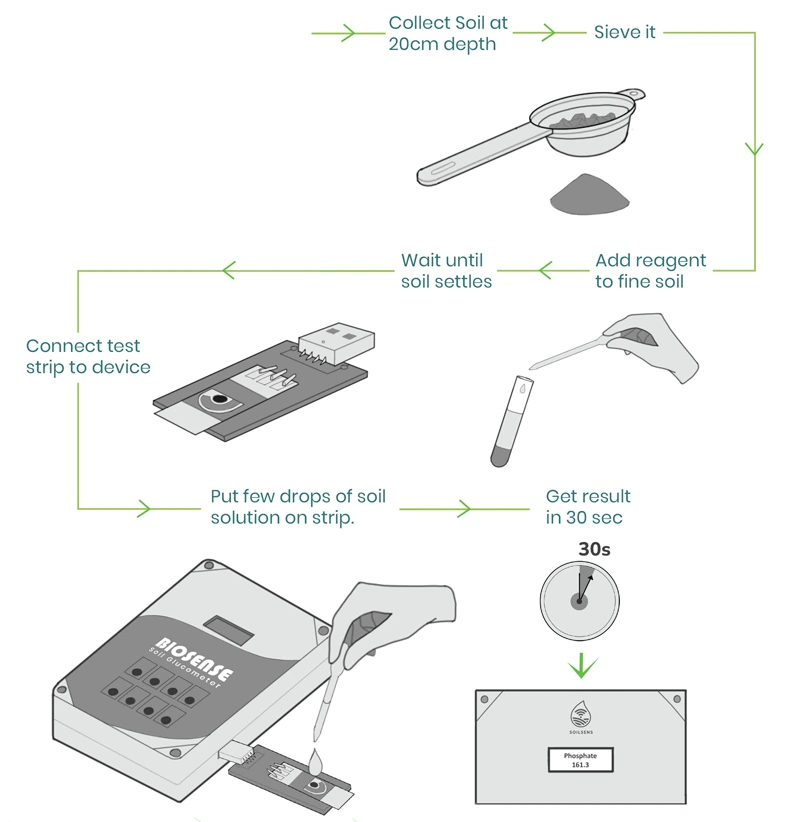 Collect Soil at
20cm depth
Sieve it
Add reagent
to fine soil
Wait until
soil settles
Connect test
strip to device
Put few drops of soil
solution on strip.
Get result
in 30 sec
30s
BIOSENSE
Soil Glucometer
SOILSENS
Phosphate
161.3